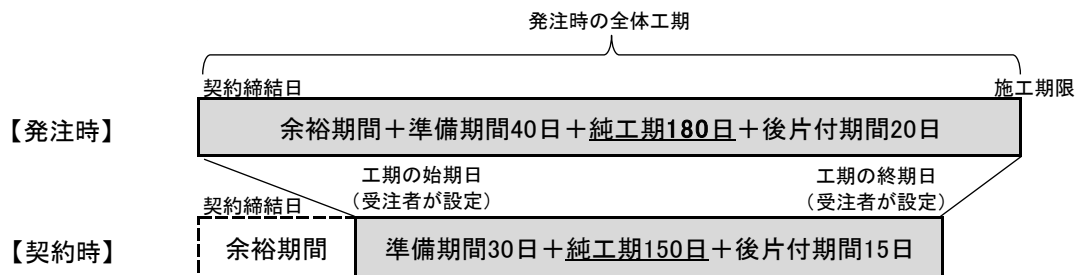 発注時の全体工期
契約締結日
施工期限
【発注時】
余裕期間＋準備期間40日＋純工期180日＋後片付期間20日
工期の始期日
（受注者が設定）
工期の終期日
（受注者が設定）
契約締結日
【契約時】
余裕期間
準備期間30日＋純工期150日＋後片付期間15日